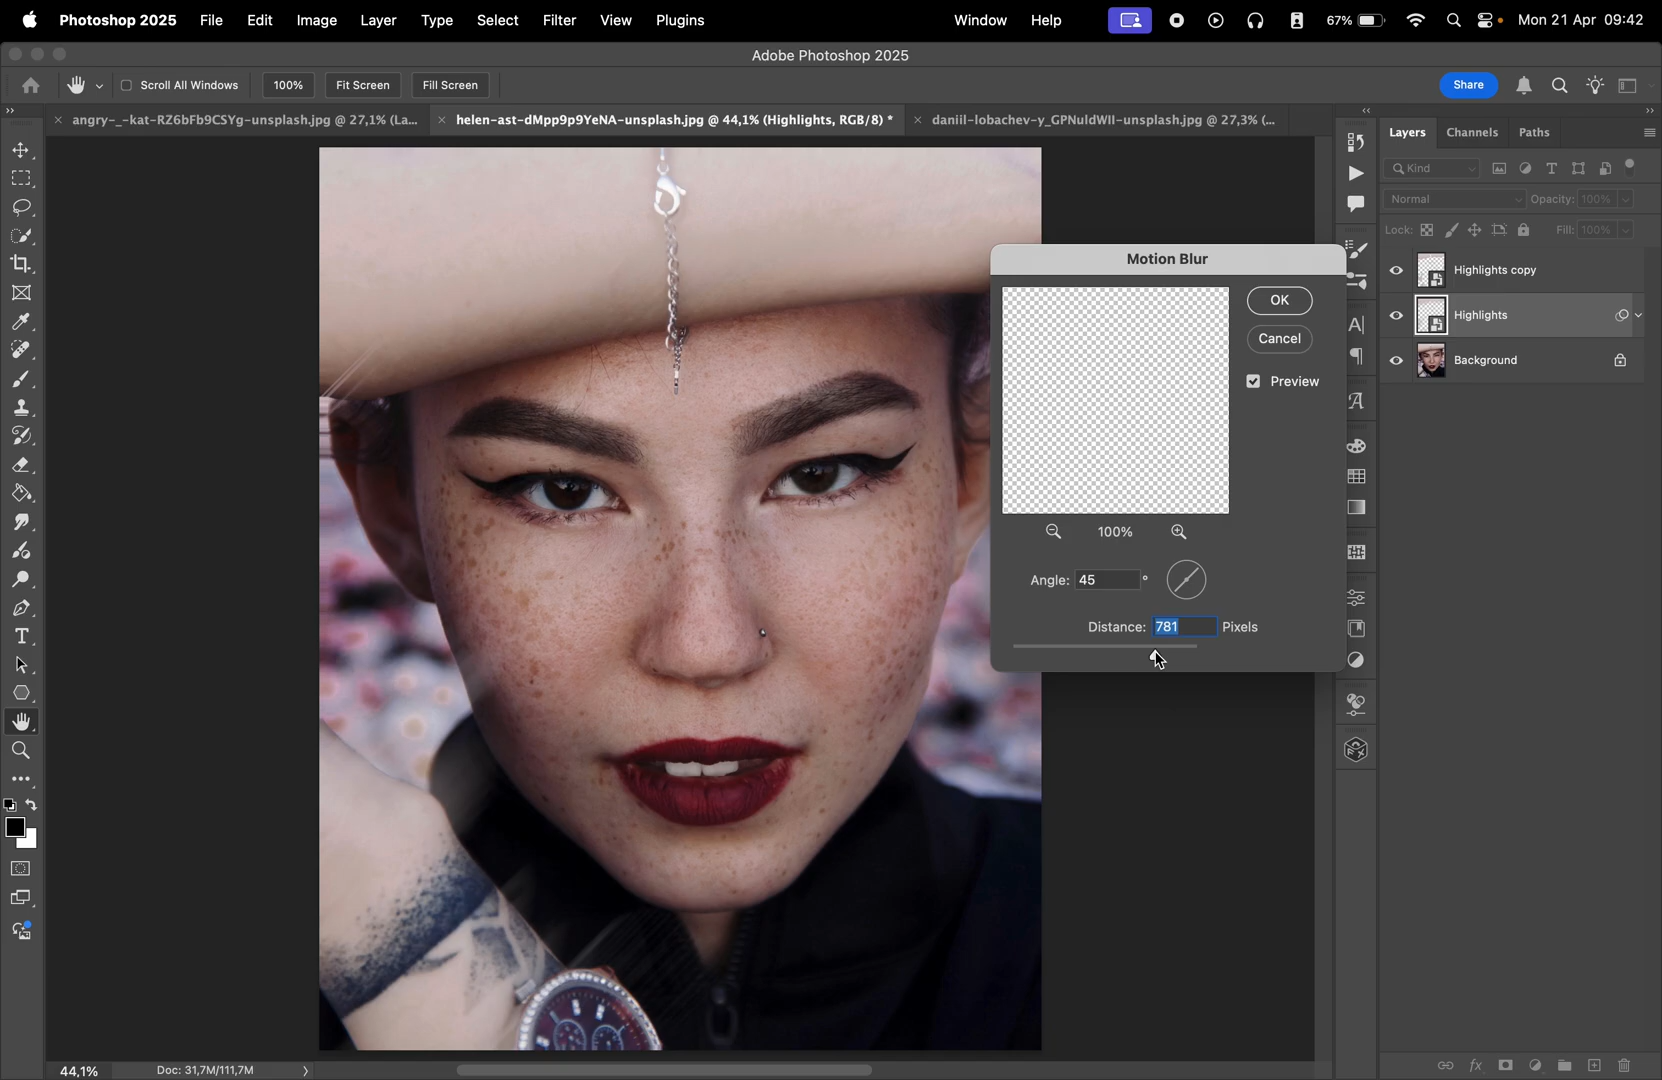 Photoshop 2025 File Edit Image Layer Type Select Filter View Plugins Window Help 67% Mon 21 Apr 09:42
Adobe Photoshop 2025
Scroll All Windows 100% Fit Screen Fill Screen Share
× angry-_-kat-RZ6bFb9CSYg-unsplash.jpg @ 27,1% (La... × helen-ast-dMpp9p9YeNA-unsplash.jpg @ 44,1% (Highlights, RGB/8) * × daniil-lobachev-y_GPNuldWII-unsplash.jpg @ 27,3% (...
Layers Channels Paths
Kind
Normal Opacity: 100%
Lock: Fill: 100%
Highlights copy
Highlights
Background
Motion Blur
OK
Cancel
Preview
100%
Angle: 45 °
Distance: 781 Pixels
44,1% Doc: 31,7M/111,7M